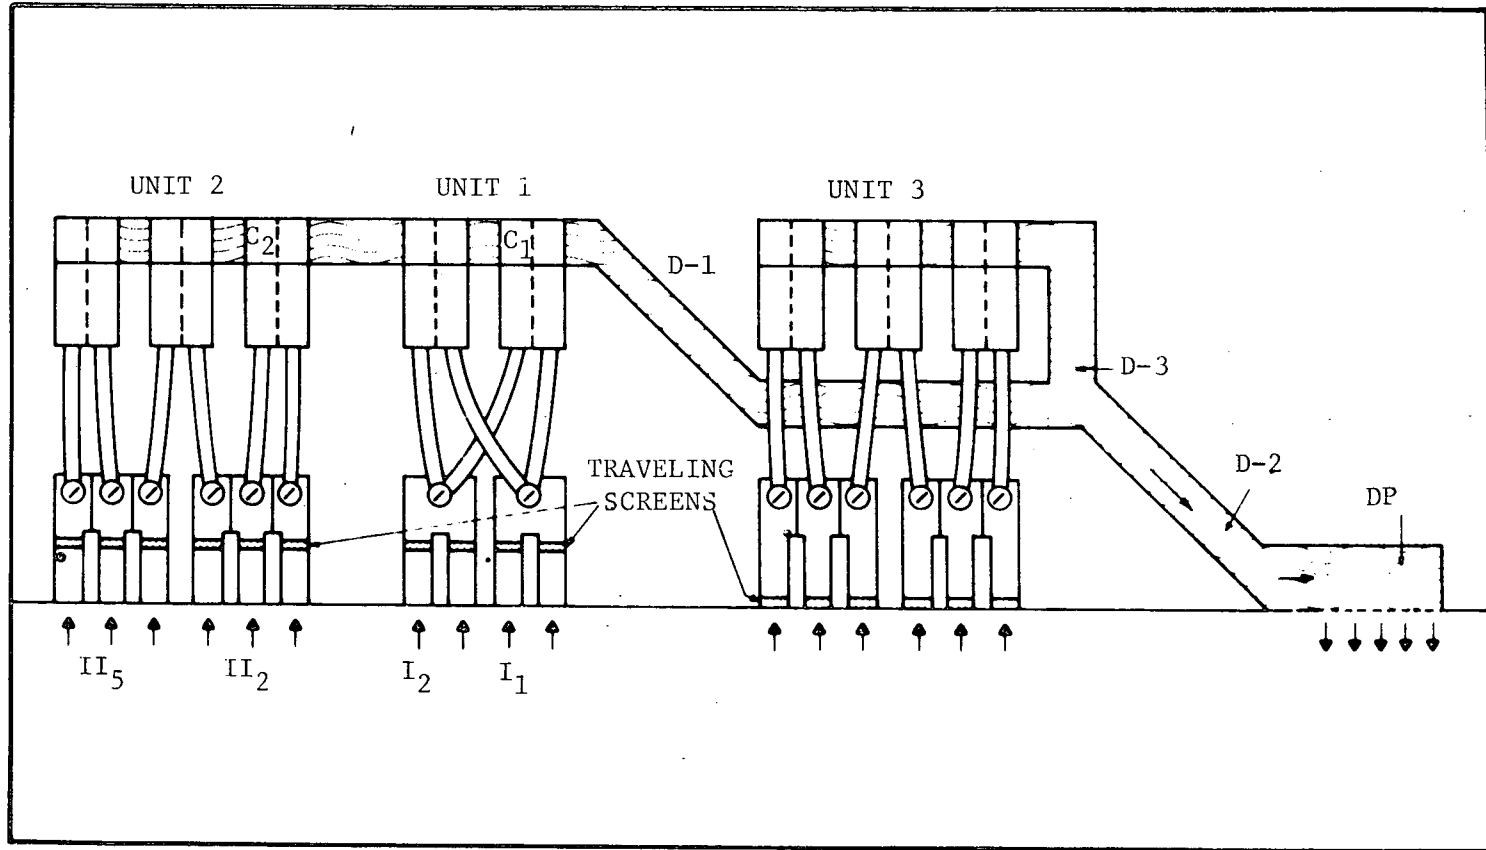 UNIT 2
UNIT 1
UNIT 3
C2
C1
D-1
D-3
TRAVELING
SCREENS
D-2
DP
II5
II2
I2
I1